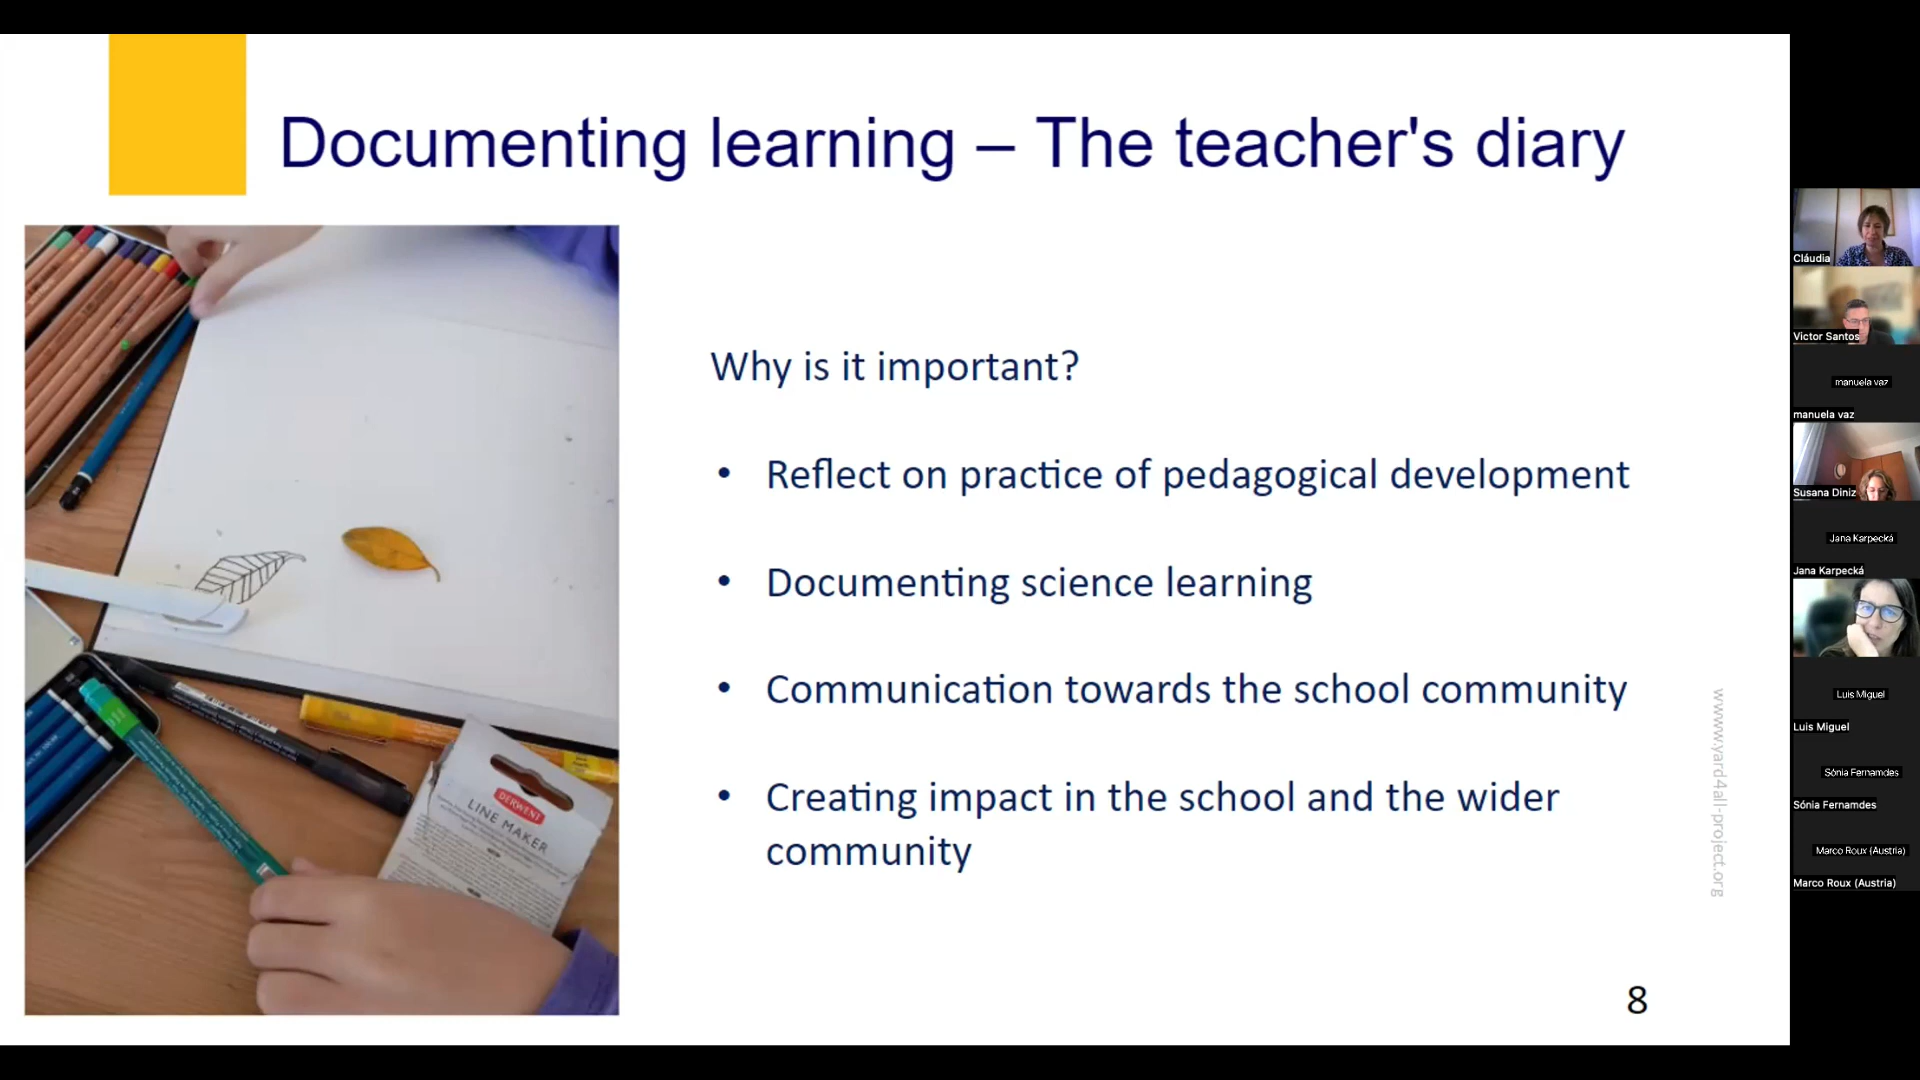 Documenting learning – The teacher's diary
Why is it important?
• Reflect on practice of pedagogical development
• Documenting science learning
• Communication towards the school community
• Creating impact in the school and the wider
community
DERWENT
LINE MAKER
www.yard4all-project.org
8
Cláudia
Victor Santos
manuela vaz
manuela vaz
Susana Diniz
Jana Karpecká
Jana Karpecká
Luis Miguel
Luis Miguel
Sónia Fernamdes
Sónia Fernamdes
Marco Roux (Austria)
Marco Roux (Austria)